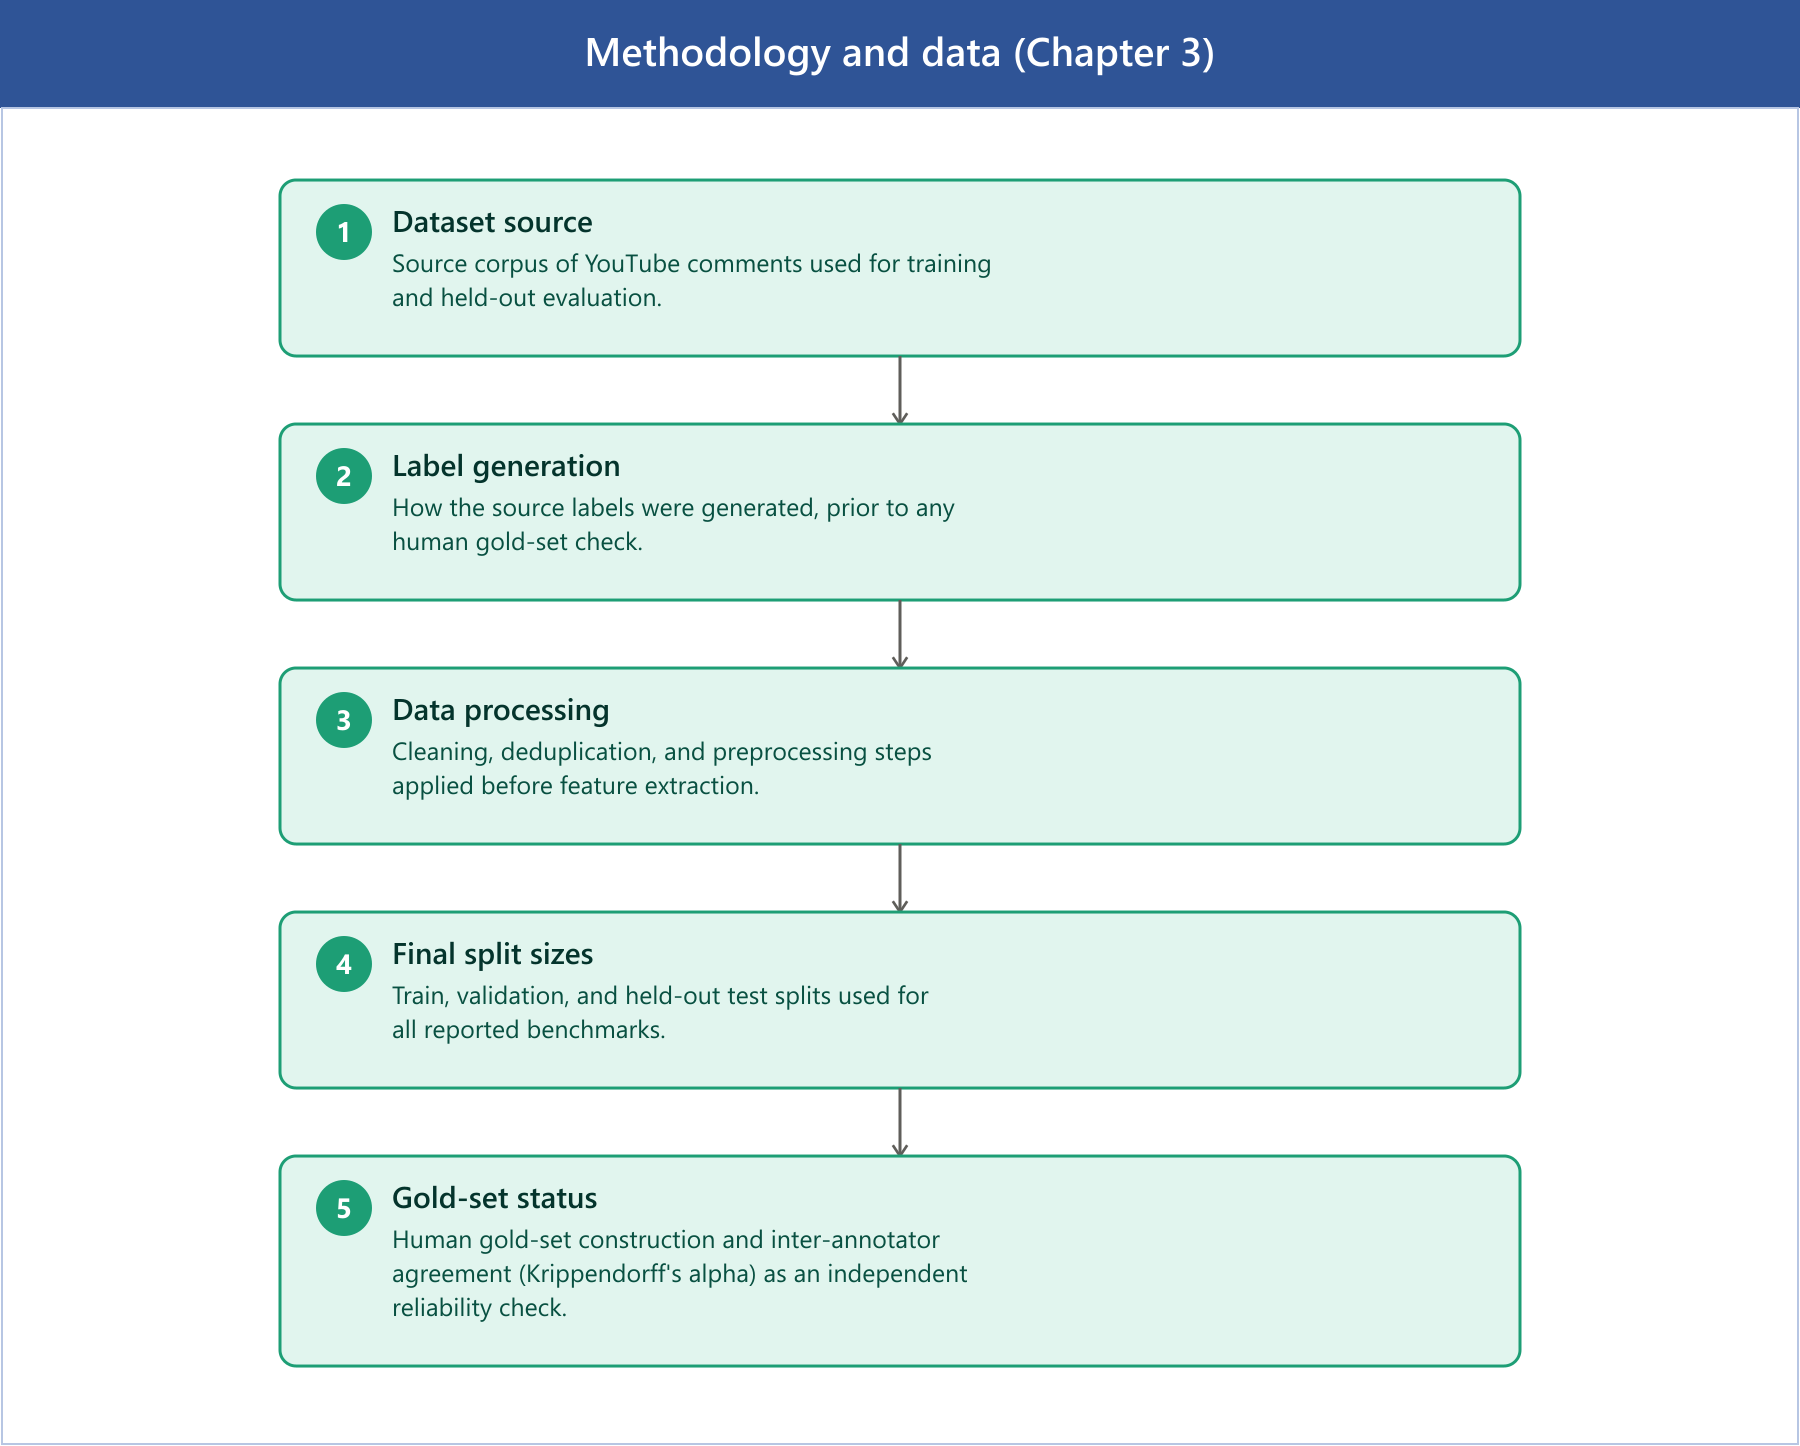 Methodology and data (Chapter 3)
1
Dataset source
Source corpus of YouTube comments used for training
and held-out evaluation.
2
Label generation
How the source labels were generated, prior to any
human gold-set check.
3
Data processing
Cleaning, deduplication, and preprocessing steps
applied before feature extraction.
4
Final split sizes
Train, validation, and held-out test splits used for
all reported benchmarks.
5
Gold-set status
Human gold-set construction and inter-annotator
agreement (Krippendorff's alpha) as an independent
reliability check.